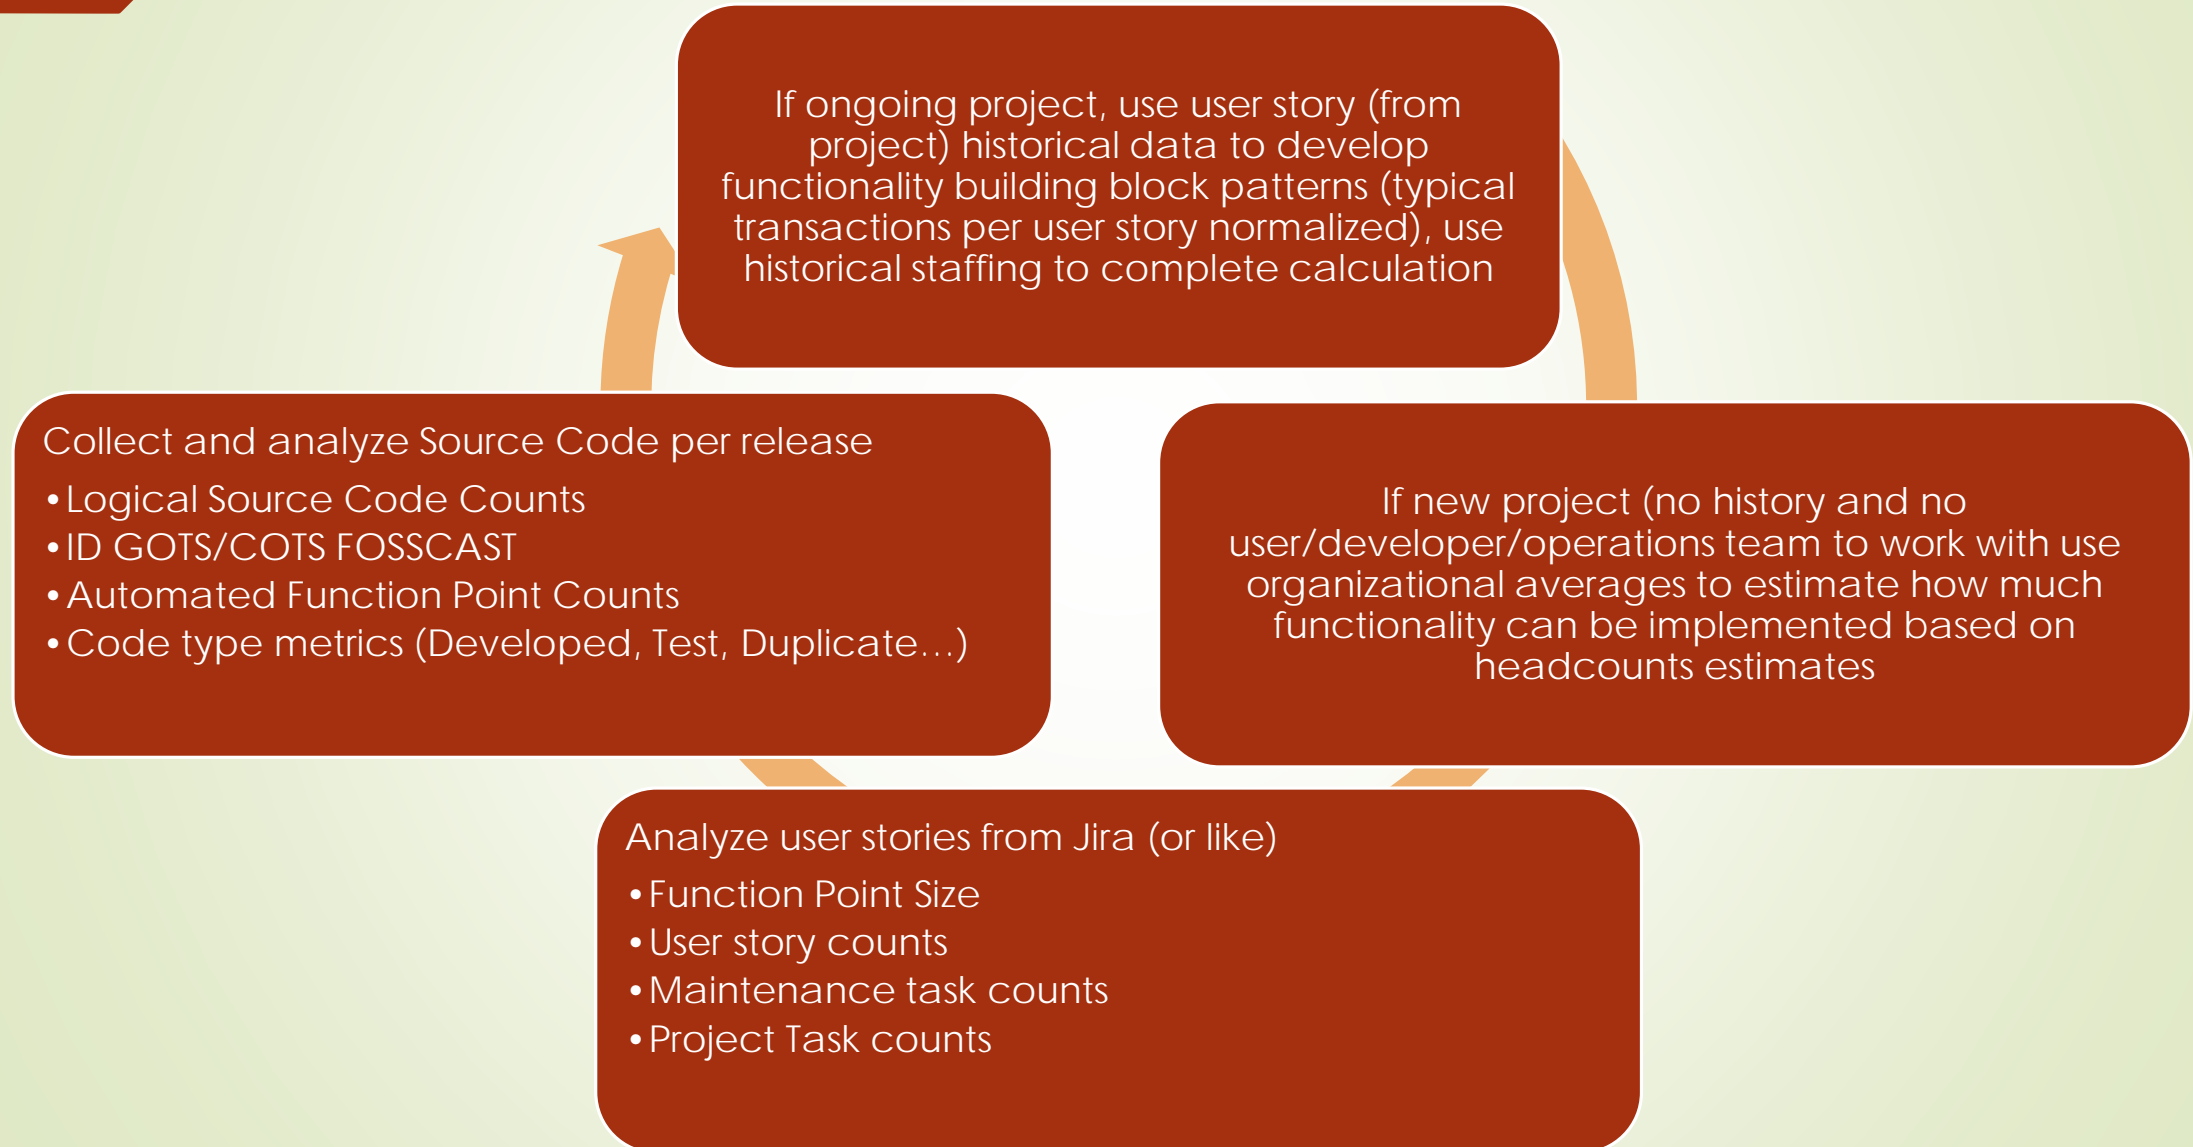 If ongoing project, use user story (from
project) historical data to develop
functionality building block patterns (typical
transactions per user story normalized), use
historical staffing to complete calculation
If new project (no history and no
user/developer/operations team to work with use
organizational averages to estimate how much
functionality can be implemented based on
headcounts estimates
Analyze user stories from Jira (or like)
•Function Point Size
•User story counts
•Maintenance task counts
•Project Task counts
Collect and analyze Source Code per release
•Logical Source Code Counts
•ID GOTS/COTS FOSSCAST
•Automated Function Point Counts
•Code type metrics (Developed, Test, Duplicate…)